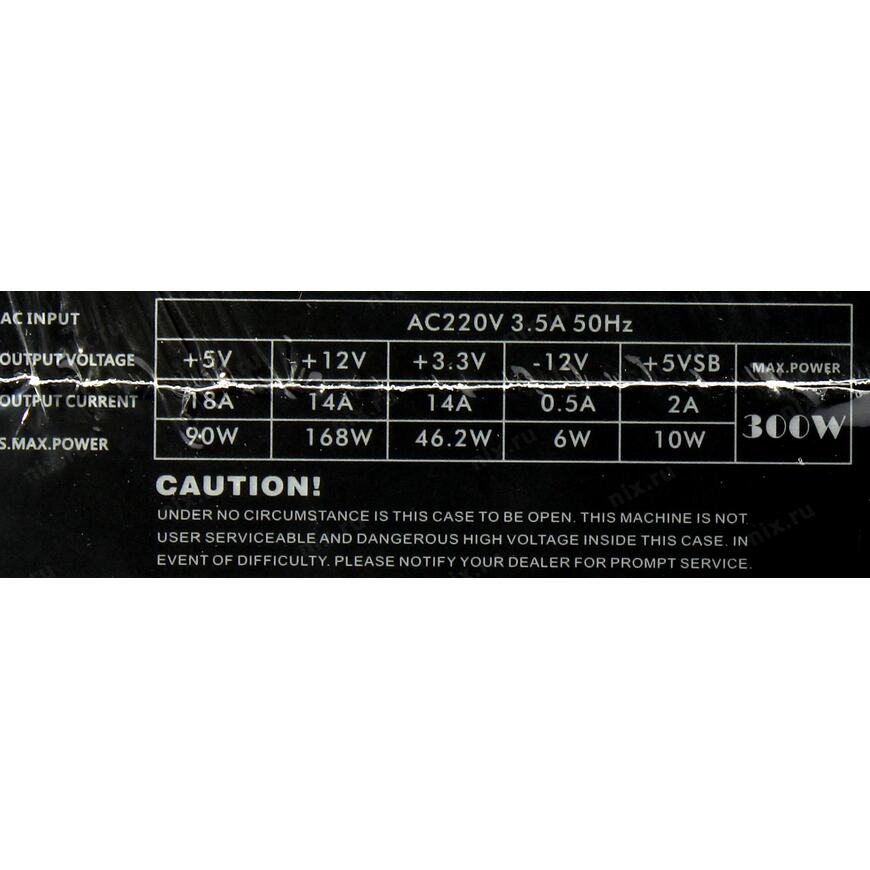 AC INPUT AC220V 3.5A 50Hz
OUTPUT VOLTAGE +5V +12V +3.3V -12V +5VSB MAX.POWER
OUTPUT CURRENT 18A 14A 14A 0.5A 2A 300W
S.MAX.POWER 90W 168W 46.2W 6W 10W
CAUTION!
UNDER NO CIRCUMSTANCE IS THIS CASE TO BE OPEN. THIS MACHINE IS NOT
USER SERVICEABLE AND DANGEROUS HIGH VOLTAGE INSIDE THIS CASE. IN
EVENT OF DIFFICULTY. PLEASE NOTIFY YOUR DEALER FOR PROMPT SERVICE.
nix.ru